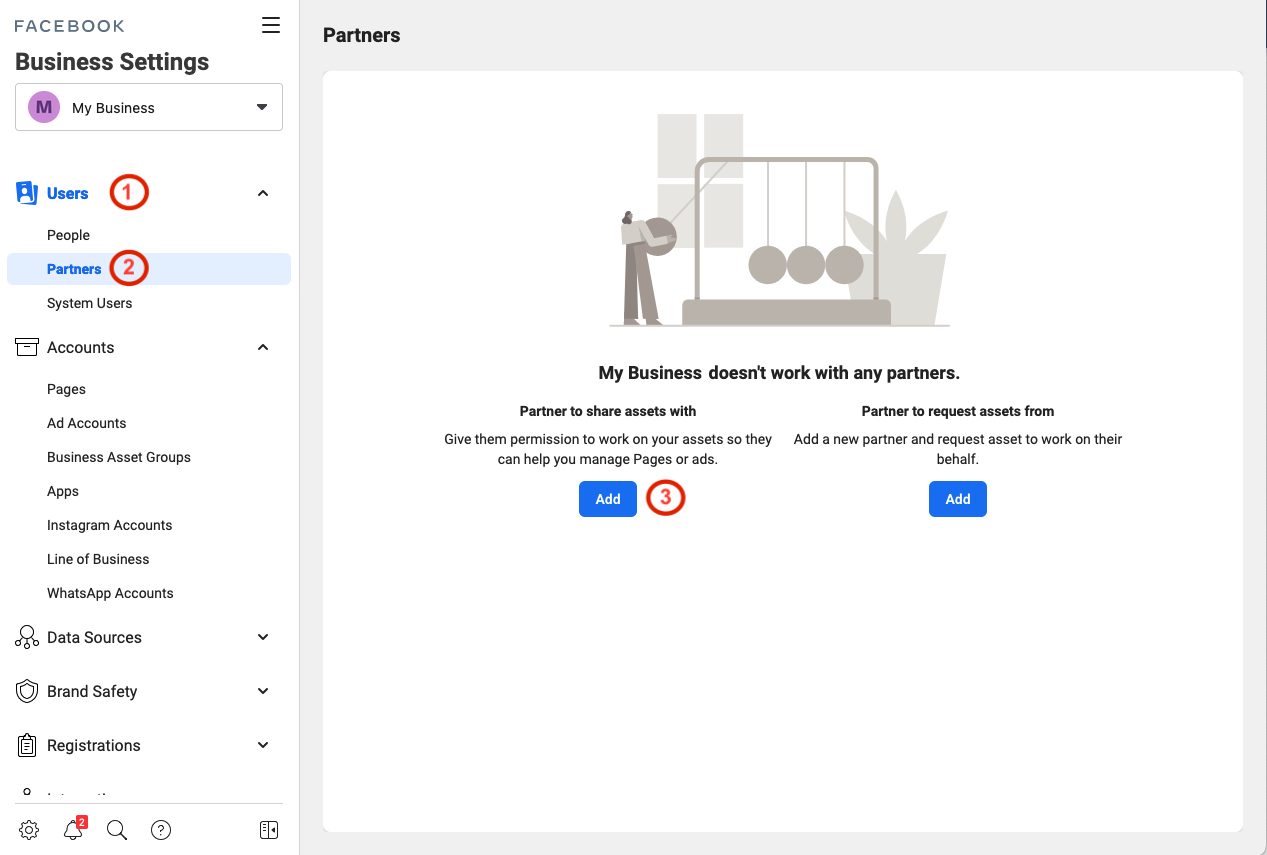 FACEBOOK
Business Settings
M My Business
Users 1
People
Partners 2
System Users
Accounts
Pages
Ad Accounts
Business Asset Groups
Apps
Instagram Accounts
Line of Business
WhatsApp Accounts
Data Sources
Brand Safety
Registrations
2
?
Partners
My Business doesn't work with any partners.
Partner to share assets with
Give them permission to work on your assets so they
can help you manage Pages or ads.
Add 3
Partner to request assets from
Add a new partner and request asset to work on their
behalf.
Add